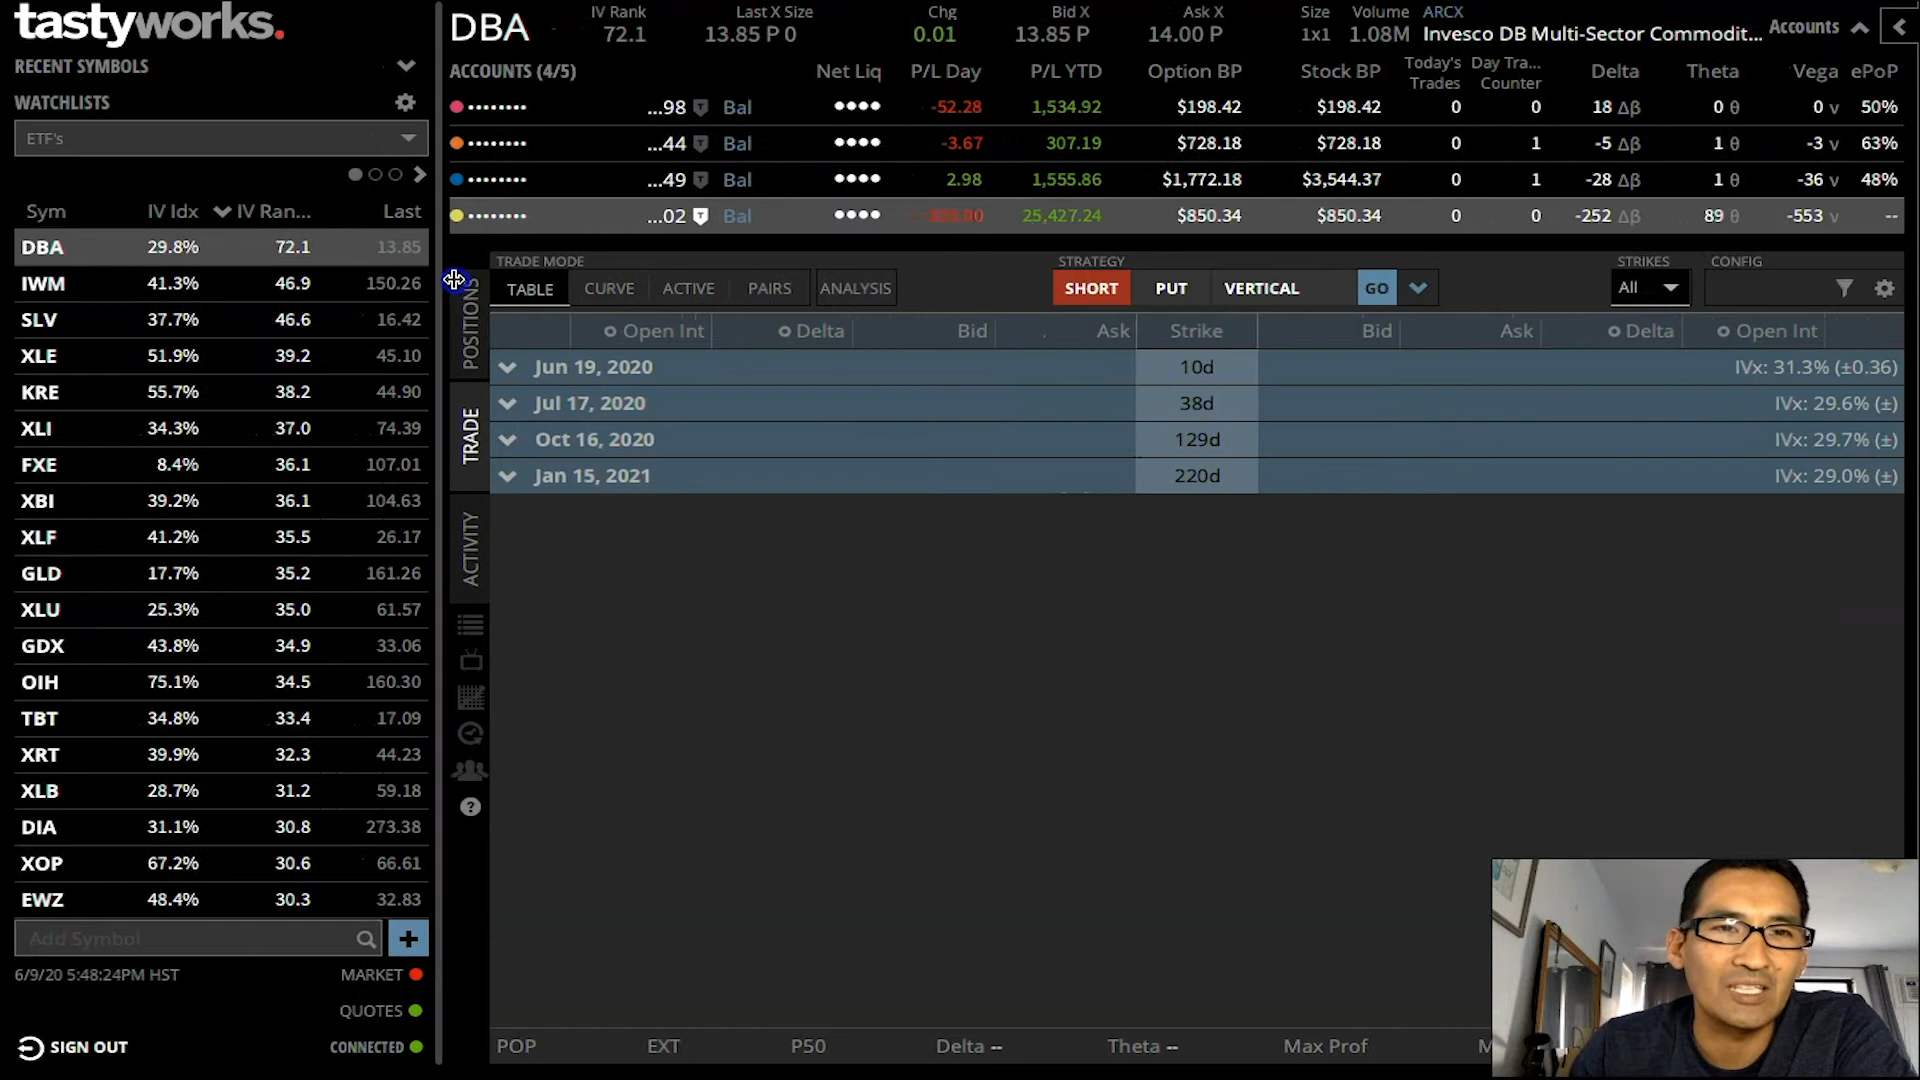 tastyworks.
RECENT SYMBOLS
WATCHLISTS
ETF's
Sym IV Idx IV Ran... Last
DBA 29.8% 72.1 13.85
IWM 41.3% 46.9 150.26
SLV 37.7% 46.6 16.42
XLE 51.9% 39.2 45.10
KRE 55.7% 38.2 44.90
XLI 34.3% 37.0 74.39
FXE 8.4% 36.1 107.01
XBI 39.2% 36.1 104.63
XLF 41.2% 35.5 26.17
GLD 17.7% 35.2 161.26
XLU 25.3% 35.0 61.57
GDX 43.8% 34.9 33.06
OIH 75.1% 34.5 160.30
TBT 34.8% 33.4 17.09
XRT 39.9% 32.3 44.23
XLB 28.7% 31.2 59.18
DIA 31.1% 30.8 273.38
XOP 67.2% 30.6 66.61
EWZ 48.4% 30.3 32.83
Add Symbol
6/9/20 5:48:24PM HST MARKET
QUOTES
SIGN OUT CONNECTED
DBA
IV Rank Last X Size Chg Bid X Ask X Size Volume ARCX
72.1 13.85 P 0 0.01 13.85 P 14.00 P 1x1 1.08M Invesco DB Multi-Sector Commodit...
Accounts
ACCOUNTS (4/5) Net Liq P/L Day P/L YTD Option BP Stock BP Today's Trades Day Tra... Counter Delta Theta Vega ePoP
...98 Bal -52.28 1,534.92 $198.42 $198.42 0 0 18 Δβ 0 θ 0 v 50%
...44 Bal -3.67 307.19 $728.18 $728.18 0 1 -5 Δβ 1 θ -3 v 63%
...49 Bal 2.98 1,555.86 $1,772.18 $3,544.37 0 1 -28 Δβ 1 θ -36 v 48%
...02 Bal 25,427.24 $850.34 $850.34 0 0 -252 Δβ 89 θ -553 v --
POSITIONS
TRADE
ACTIVITY
TRADE MODE STRATEGY STRIKES CONFIG
TABLE CURVE ACTIVE PAIRS ANALYSIS SHORT PUT VERTICAL GO All
Open Int Delta Bid Ask Strike Bid Ask Delta Open Int
Jun 19, 2020 10d IVx: 31.3% (±0.36)
Jul 17, 2020 38d IVx: 29.6% (±)
Oct 16, 2020 129d IVx: 29.7% (±)
Jan 15, 2021 220d IVx: 29.0% (±)
POP EXT P50 Delta -- Theta -- Max Prof